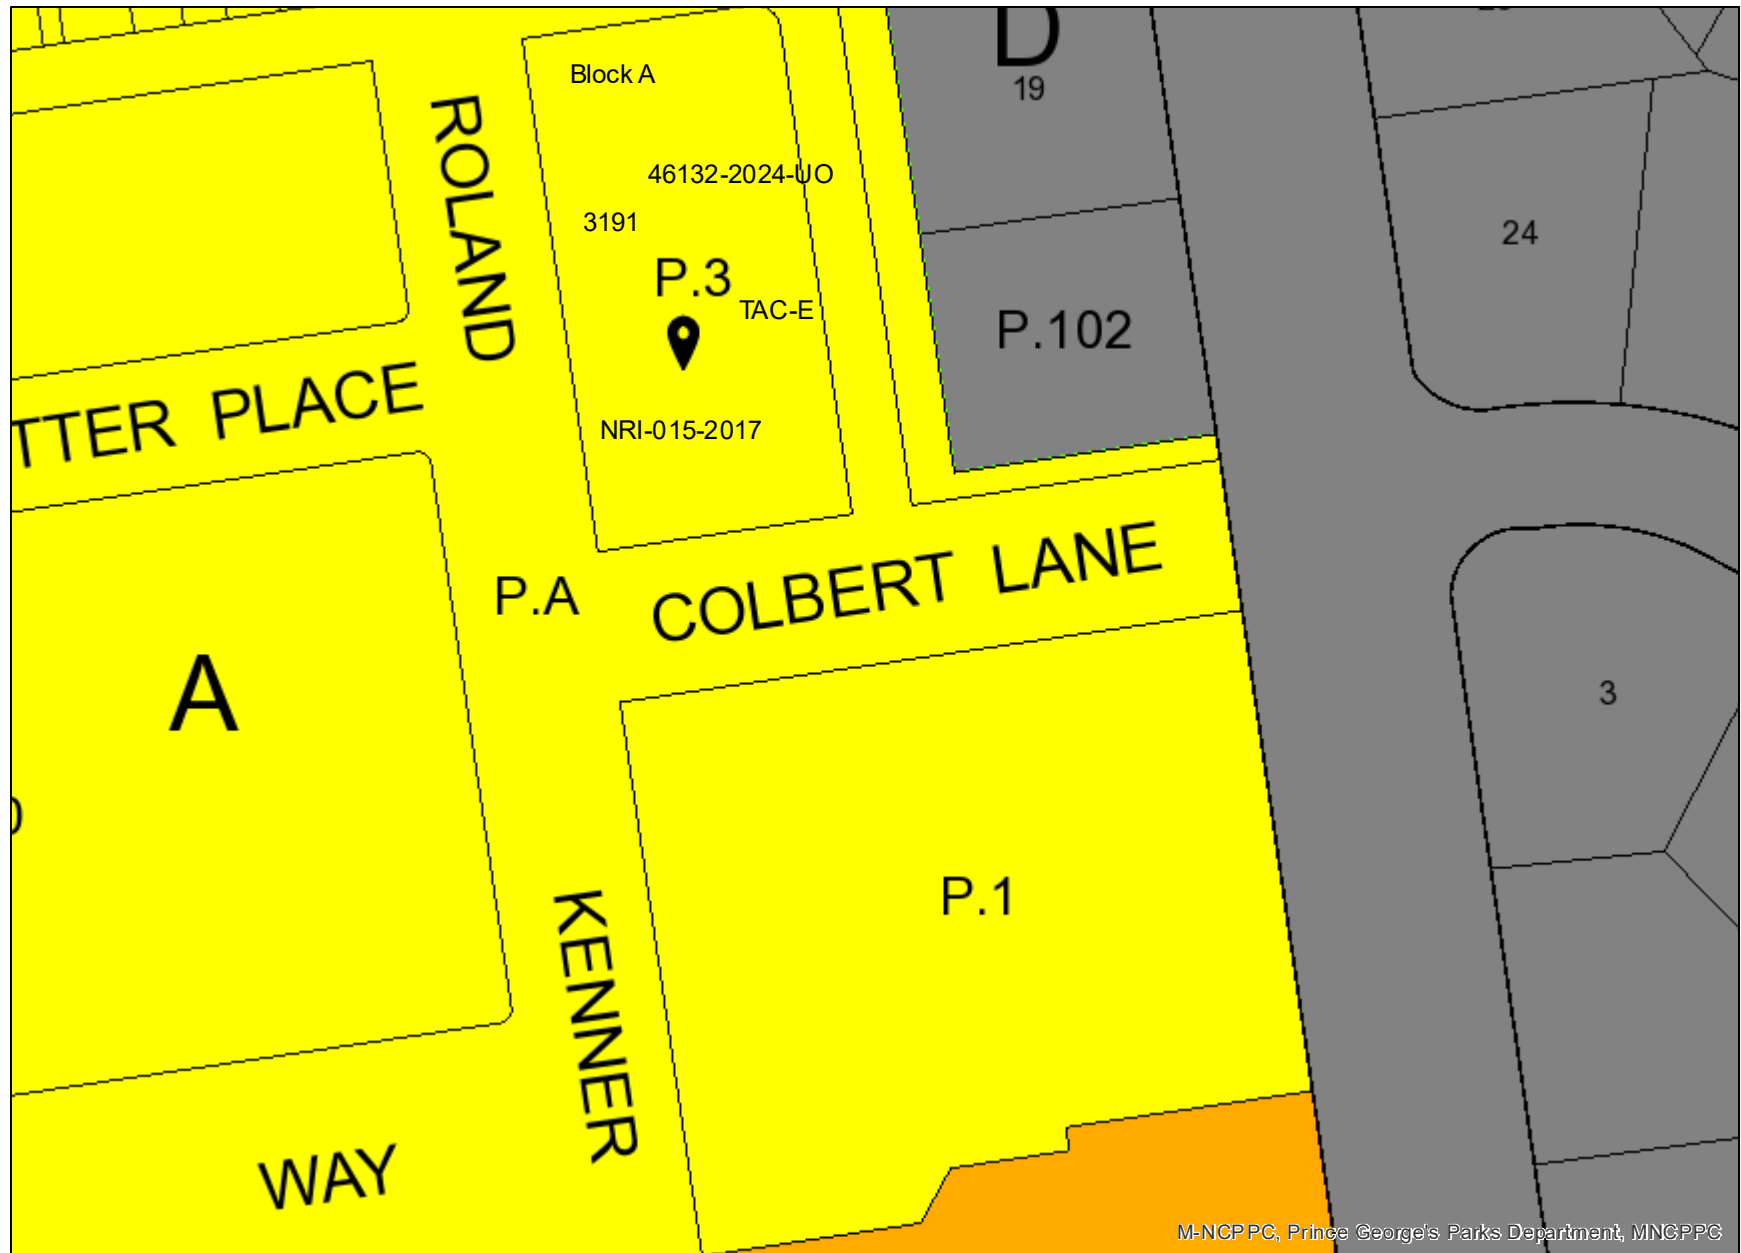 D
19
Block A
ROLAND
46132-2024-UO
3191
24
P.3
TAC-E
P.102
TTER PLACE
NRI-015-2017
P.A
COLBERT LANE
A
3
P.1
KENNER
WAY
M-NCPPC, Prince George's Parks Department, MNCPPC